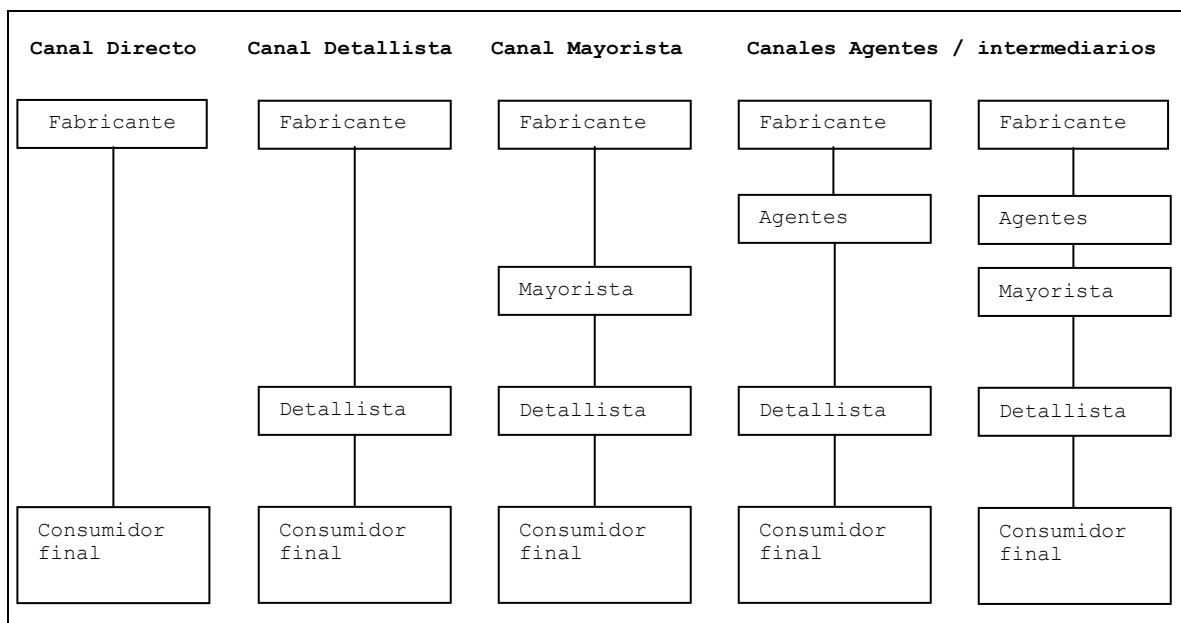 Canal Directo
Canal Detallista
Canal Mayorista
Canales Agentes / intermediarios
Fabricante
Fabricante
Fabricante
Fabricante
Fabricante
Agentes
Agentes
Mayorista
Mayorista
Detallista
Detallista
Detallista
Detallista
Consumidor
final
Consumidor
final
Consumidor
final
Consumidor
final
Consumidor
final